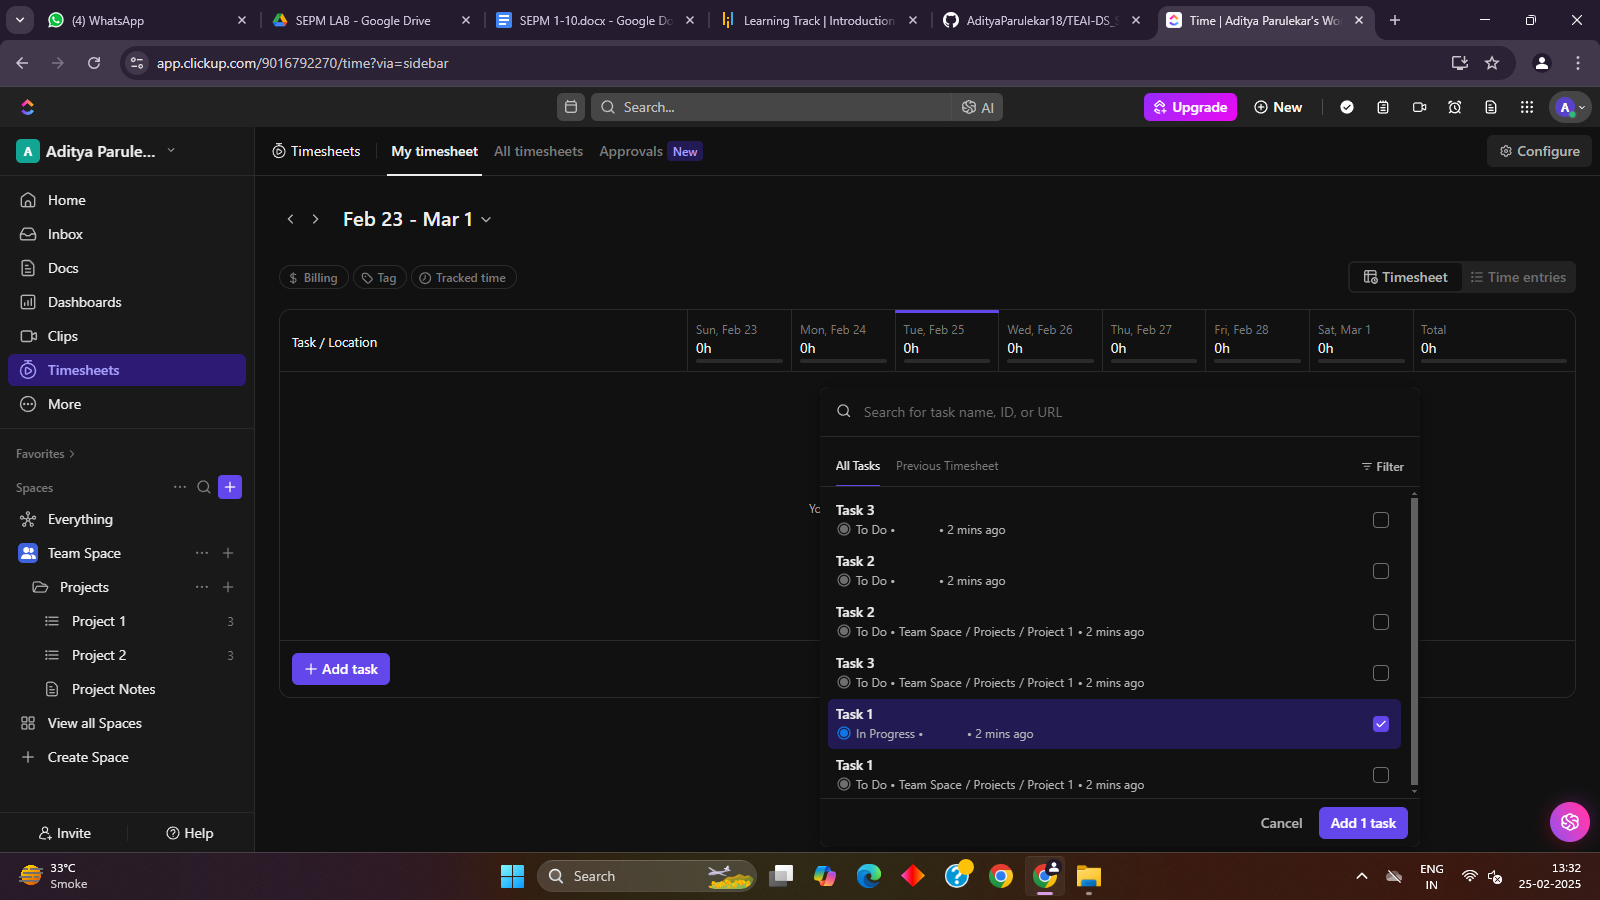 (4) WhatsApp
SEPM LAB - Google Drive
SEPM 1-10.docx - Google Do
Learning Track | Introduction
AdityaParulekar18/TEAI-DS_S
Time | Aditya Parulekar's Wo
app.clickup.com/9016792270/time?via=sidebar
Search...
AI
Upgrade
New
A
A
Aditya Parule...
Timesheets
My timesheet
All timesheets
Approvals
New
Configure
Home
Inbox
Docs
Dashboards
Clips
Timesheets
More
Favorites
Spaces
Everything
Team Space
Projects
Project 1 3
Project 2 3
Project Notes
View all Spaces
Create Space
Invite
Help
Feb 23 - Mar 1
Billing
Tag
Tracked time
Timesheet
Time entries
Task / Location
Sun, Feb 23
0h
Mon, Feb 24
0h
Tue, Feb 25
0h
Wed, Feb 26
0h
Thu, Feb 27
0h
Fri, Feb 28
0h
Sat, Mar 1
0h
Total
0h
Yo
+ Add task
Search for task name, ID, or URL
All Tasks
Previous Timesheet
Filter
Task 3
To Do • • 2 mins ago
Task 2
To Do • • 2 mins ago
Task 2
To Do • Team Space / Projects / Project 1 • 2 mins ago
Task 3
To Do • Team Space / Projects / Project 1 • 2 mins ago
Task 1
In Progress • • 2 mins ago
Task 1
To Do • Team Space / Projects / Project 1 • 2 mins ago
Cancel
Add 1 task
33°C
Smoke
Search
ENG
IN
13:32
25-02-2025